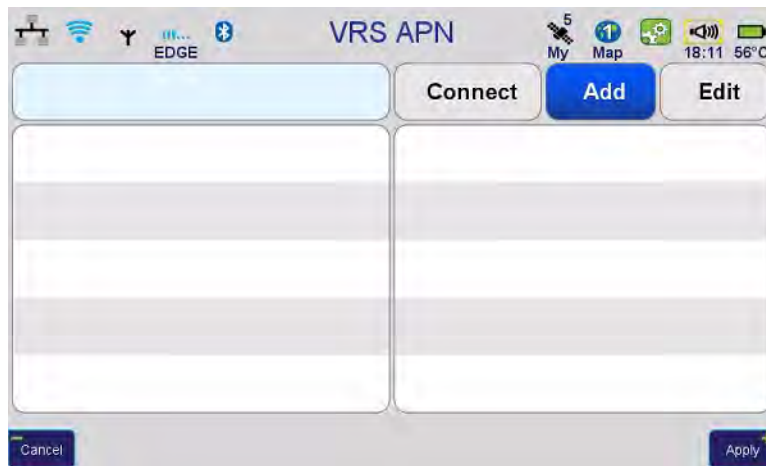 EDGE
VRS APN
5
My
Map
18:11
56°C
Connect
Add
Edit
Cancel
Apply